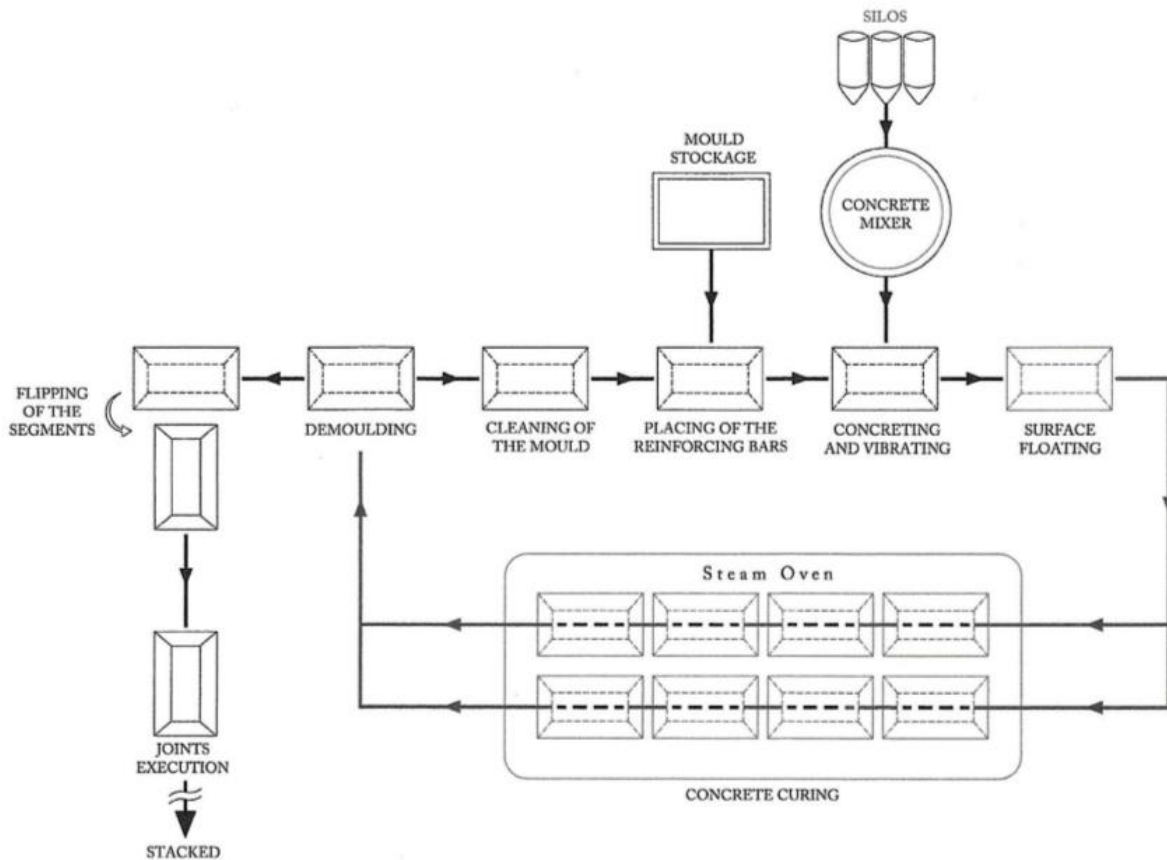 SILOS
MOULD
STOCKAGE
CONCRETE
MIXER
FLIPPING
OF THE
SEGMENTS
DEMOULDING
CLEANING OF
THE MOULD
PLACING OF THE
REINFORCING BARS
CONCRETING
AND VIBRATING
SURFACE
FLOATING
Steam Oven
CONCRETE CURING
JOINTS
EXECUTION
STACKED